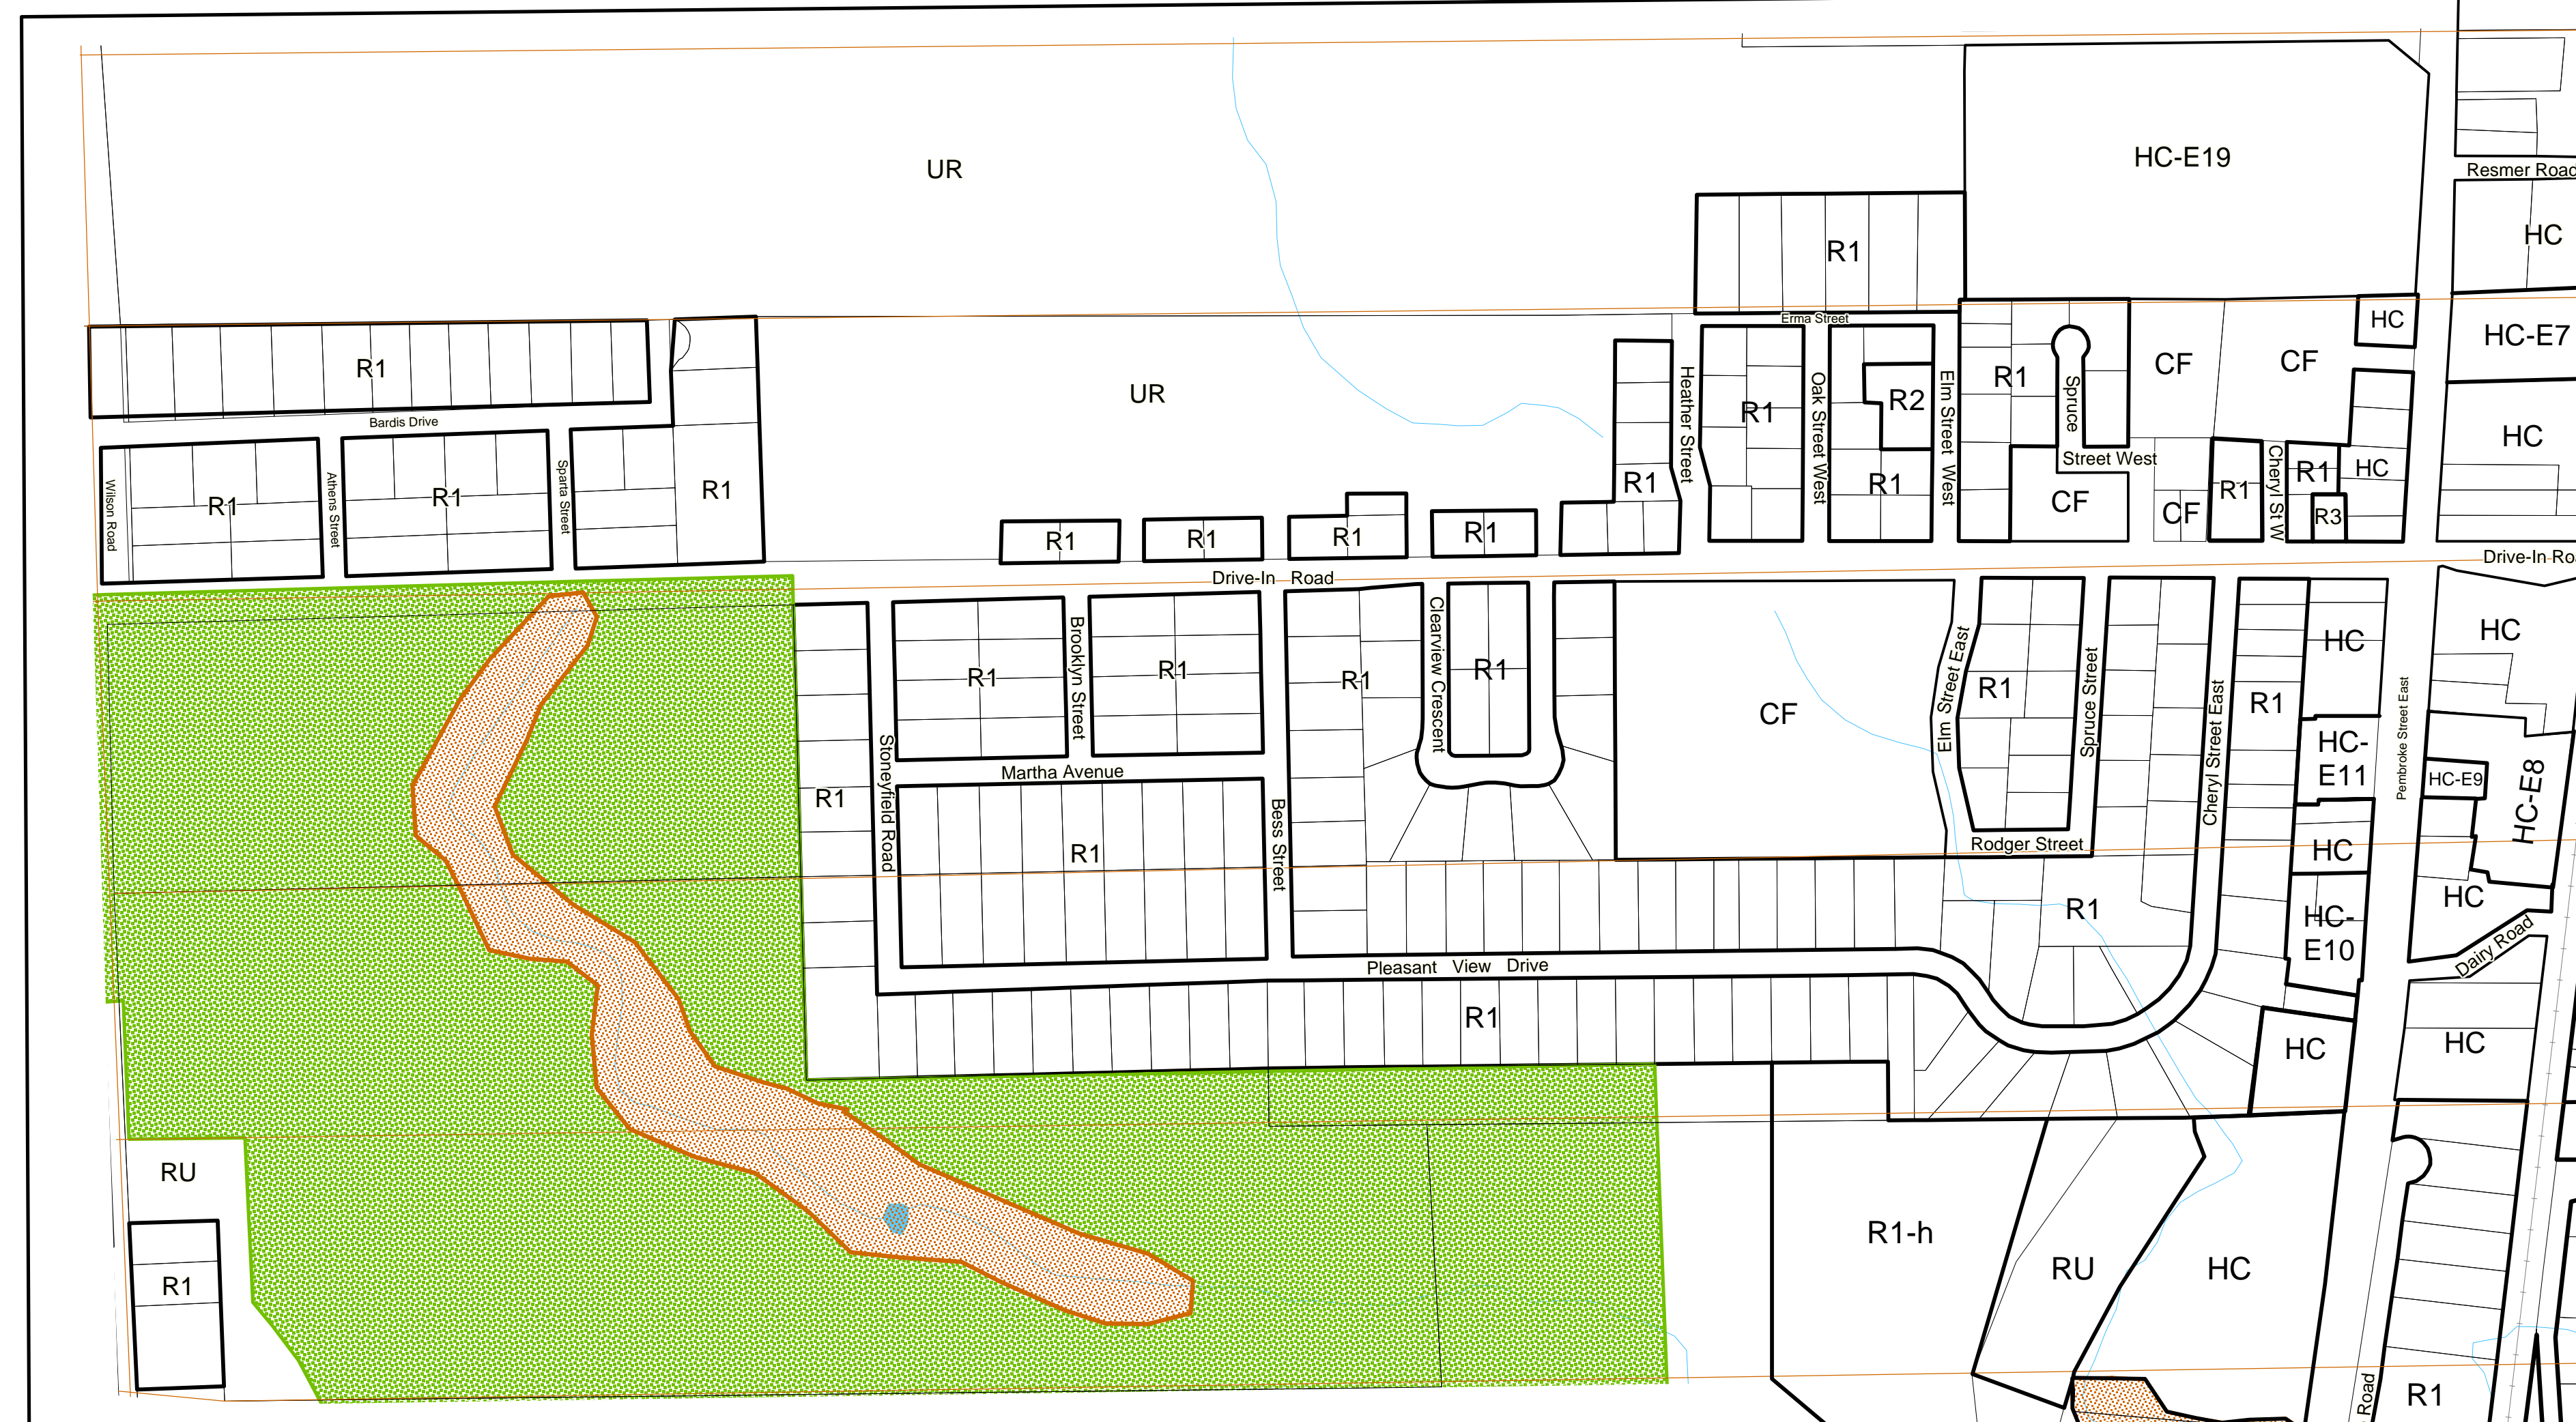 UR
HC-E19
Resmer Road
HC
R1
Erma Street
HC
HC-E7
R1
Bardis Drive
UR
Heather Street
R1
Oak Street West
R2
Elm Street West
R1
Spruce
Street West
CF
CF
HC
Wilson Road
R1
Athens Street
R1
Sparta Street
R1
R1
R1
CF
CF
R1
Cheryl St W
R1
HC
R3
R1
R1
R1
R1
Drive-In Road
Drive-In Ro
R1
Brooklyn Street
R1
R1
Clearview Crescent
R1
CF
Elm Street East
R1
Spruce Street
Cheryl Street East
R1
HC
Pembroke Street East
HC
HC-
E11
HC-E9
HC-E8
Martha Avenue
R1
Stoneyfield Road
R1
Bess Street
Rodger Street
HC
HC
R1
HC-
E10
Dairy Road
Pleasant View Drive
R1
HC
HC
RU
R1
R1-h
RU
HC
Road
R1